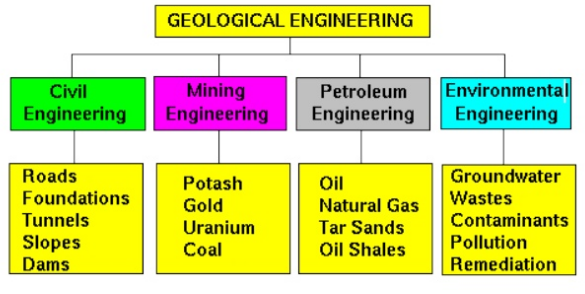 GEOLOGICAL ENGINEERING
Civil
Engineering
Mining
Engineering
Petroleum
Engineering
Environmental
Engineering
Roads
Foundations
Tunnels
Slopes
Dams
Potash
Gold
Uranium
Coal
Oil
Natural Gas
Tar Sands
Oil Shales
Groundwater
Wastes
Contaminants
Pollution
Remediation